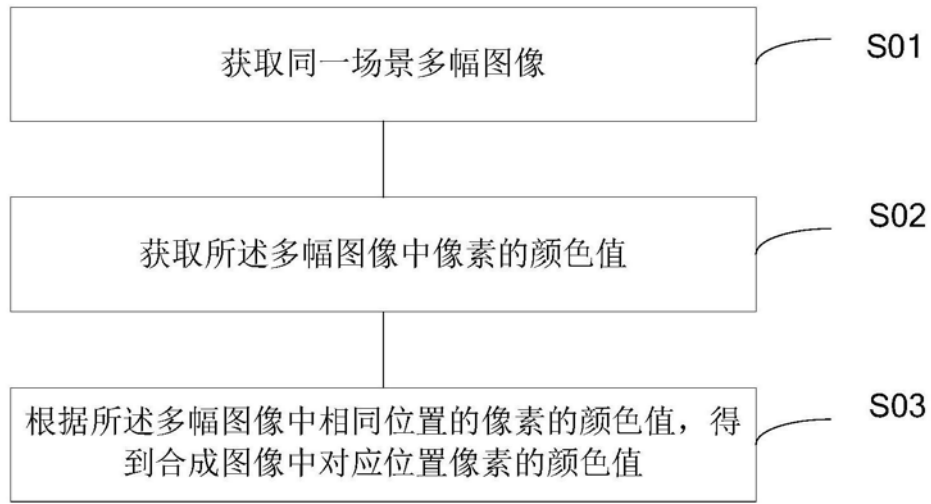 获取同一场景多幅图像
S01
获取所述多幅图像中像素的颜色值
S02
根据所述多幅图像中相同位置的像素的颜色值，得
到合成图像中对应位置像素的颜色值
S03